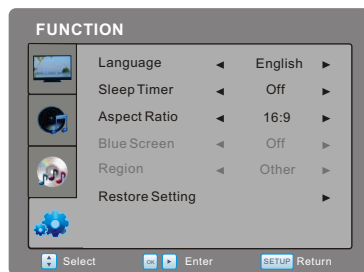 FUNCTION
Language English
Sleep Timer Off
Aspect Ratio 16:9
Blue Screen Off
Region Other
Restore Setting
Select OK Enter SETUP Return